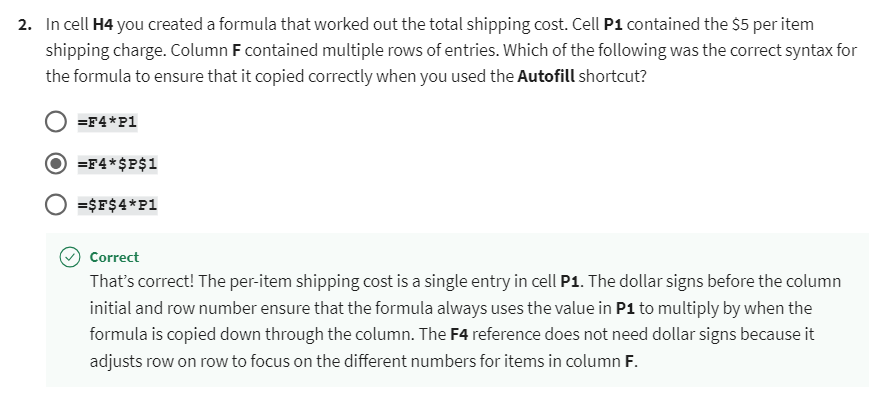 2. In cell H4 you created a formula that worked out the total shipping cost. Cell P1 contained the $5 per item
shipping charge. Column F contained multiple rows of entries. Which of the following was the correct syntax for
the formula to ensure that it copied correctly when you used the Autofill shortcut?
=F4*P1
=F4*$P$1
=$F$4*P1
Correct
That's correct! The per-item shipping cost is a single entry in cell P1. The dollar signs before the column
initial and row number ensure that the formula always uses the value in P1 to multiply by when the
formula is copied down through the column. The F4 reference does not need dollar signs because it
adjusts row on row to focus on the different numbers for items in column F.